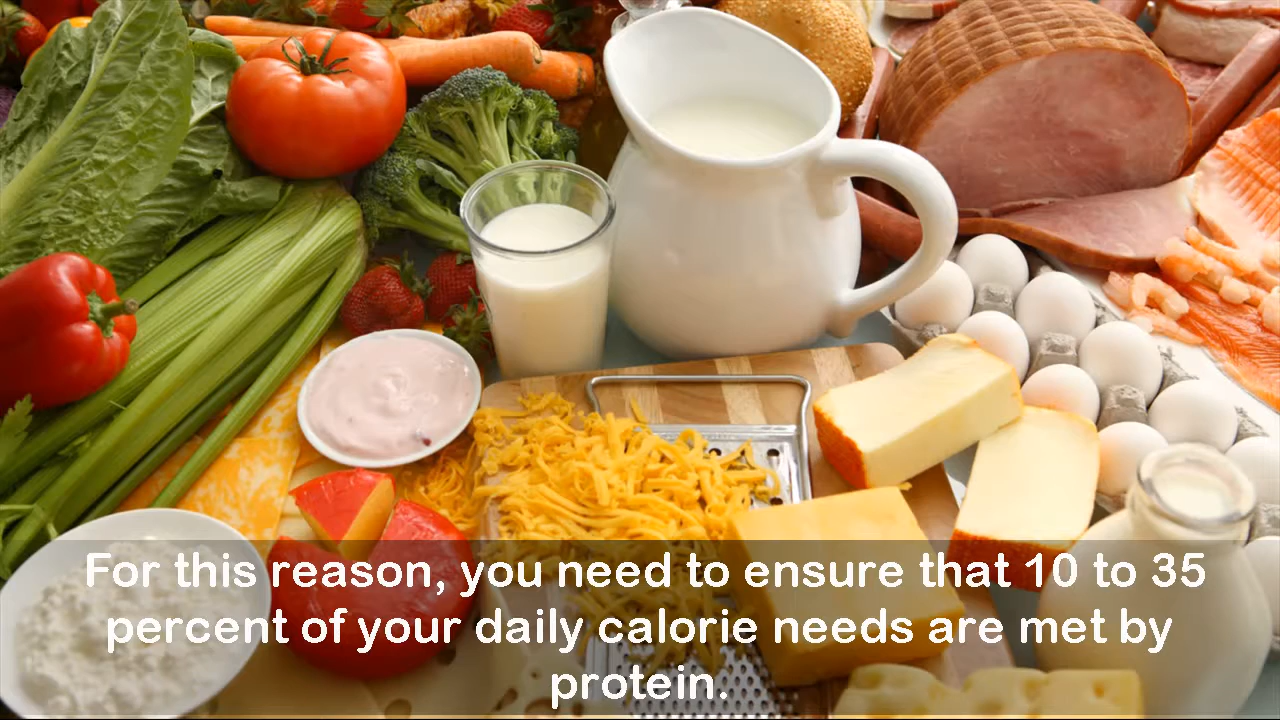 For this reason, you need to ensure that 10 to 35
percent of your daily calorie needs are met by
protein.